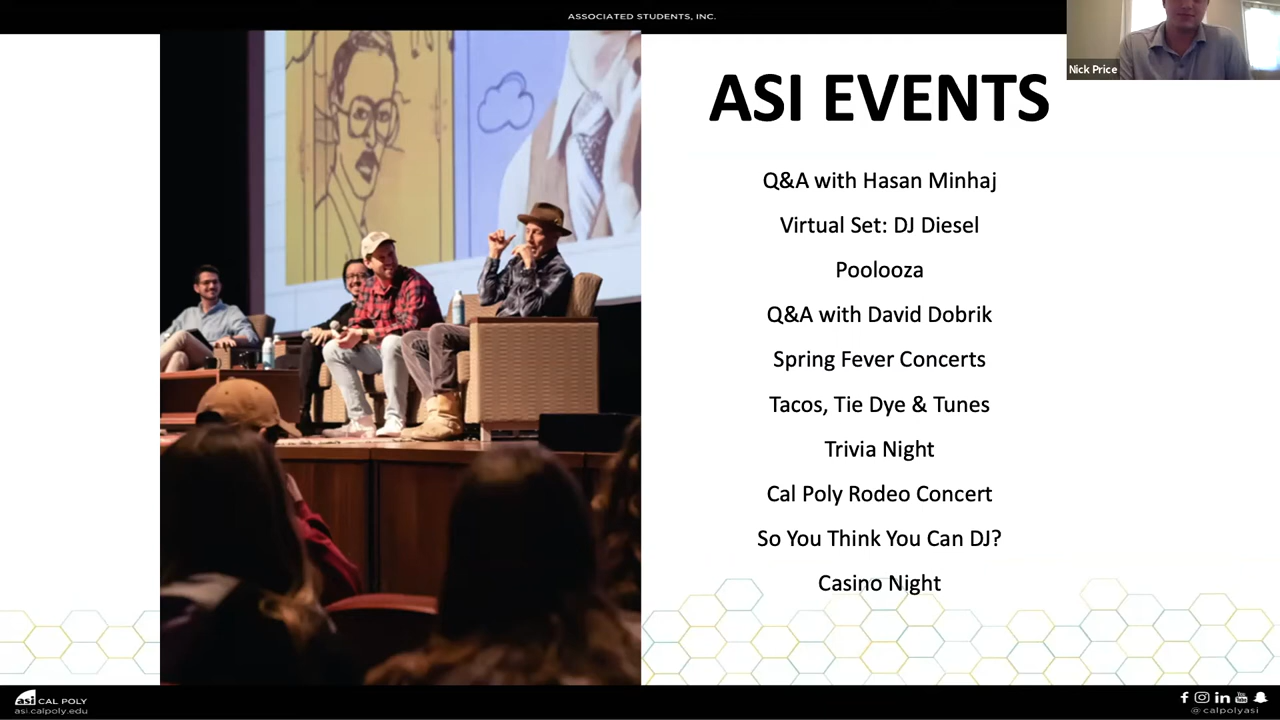 ASSOCIATED STUDENTS, INC.
Nick Price
ASI EVENTS
Q&A with Hasan Minhaj
Virtual Set: DJ Diesel
Poolooza
Q&A with David Dobrik
Spring Fever Concerts
Tacos, Tie Dye & Tunes
Trivia Night
Cal Poly Rodeo Concert
So You Think You Can DJ?
Casino Night
asi CAL POLY
asi.calpoly.edu
@calpolyasi